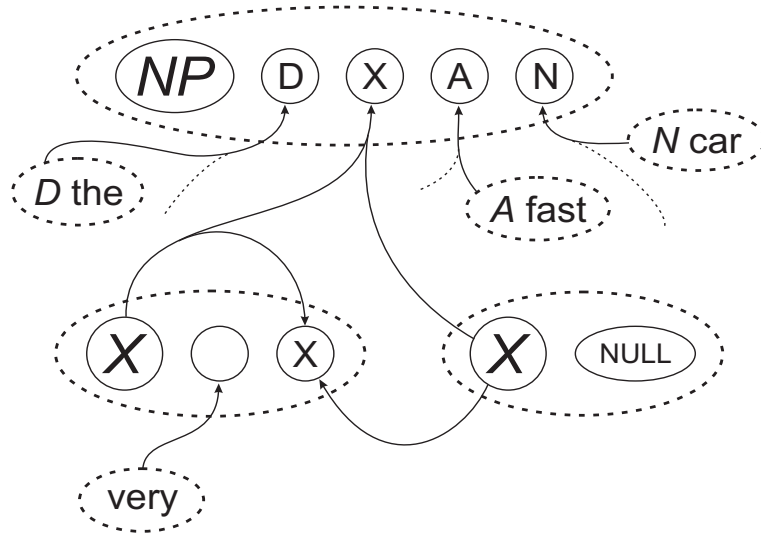 NP D X A N
N car
D the
A fast
X X X NULL
very